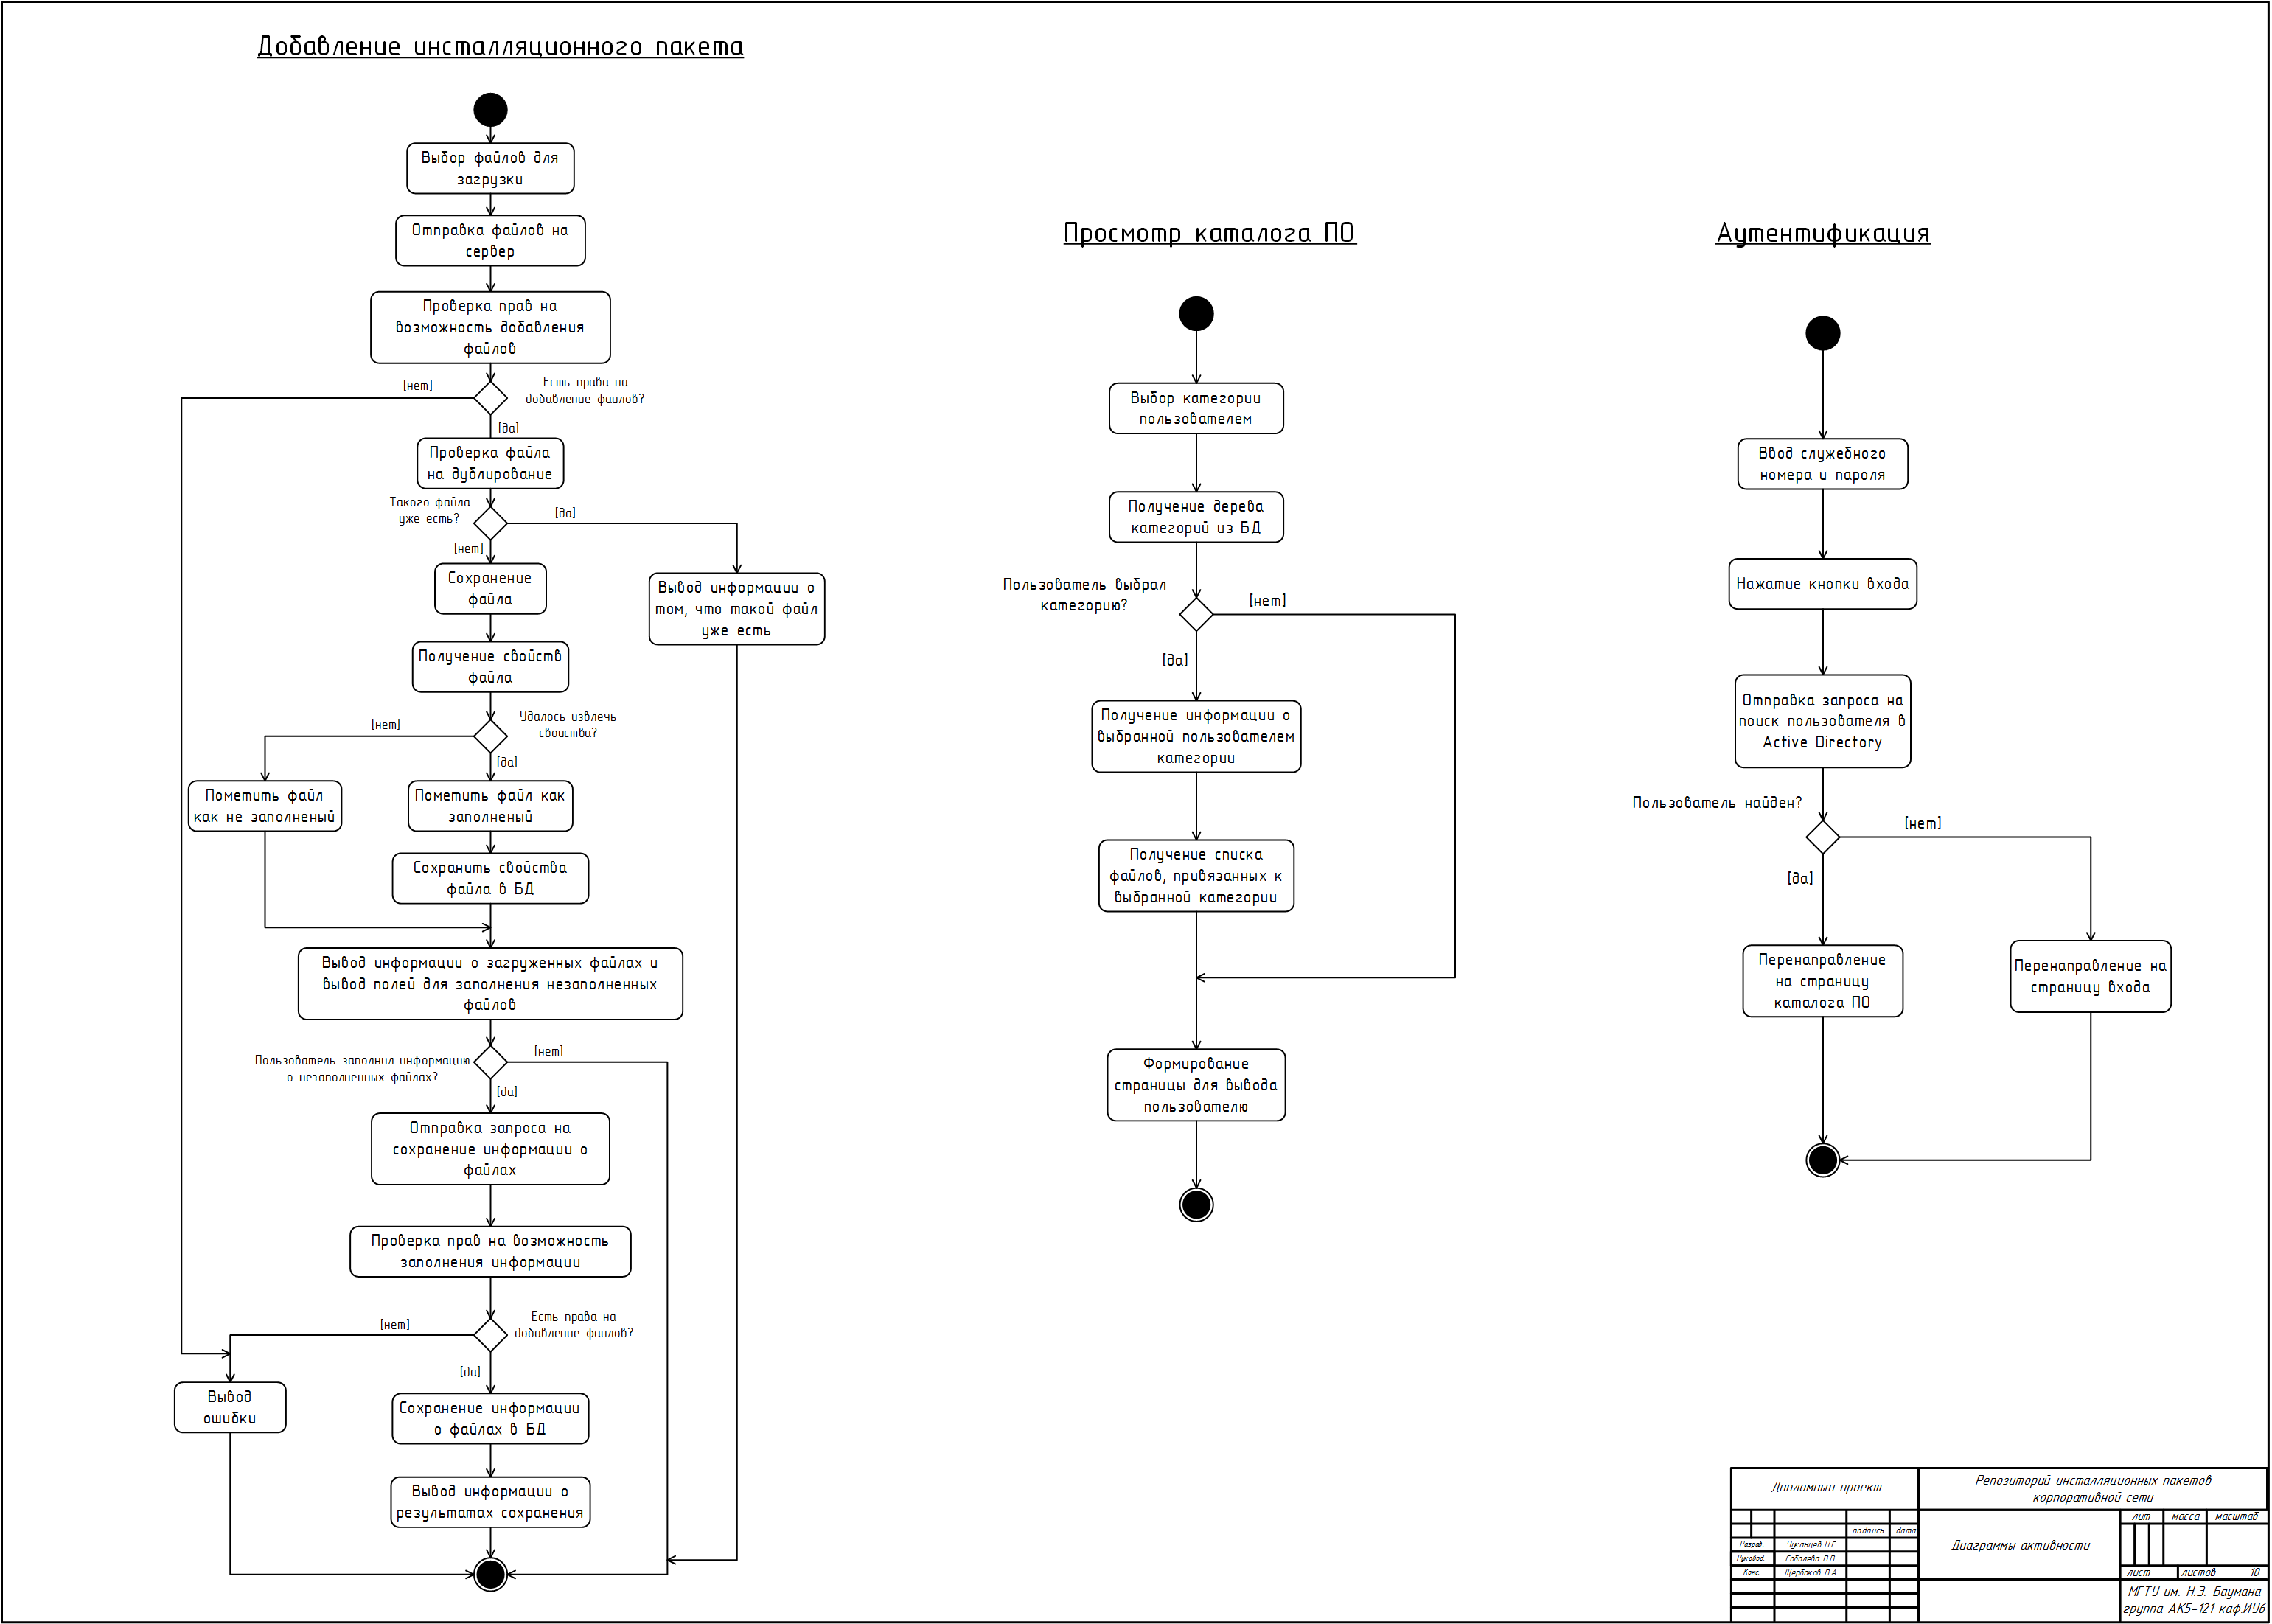 Добавление инсталляционного пакета
Выбор файлов для
загрузки
Отправка файлов на
сервер
Проверка прав на
возможность добавления
файлов
[нет]
Есть права на
добавление файлов?
[да]
Проверка файла
на дублирование
Такого файла
уже есть?
[да]
[нет]
Сохранение
файла
Вывод информации о
том, что такой файл
уже есть
Получение свойств
файла
[нет]
Удалось извлечь
свойства?
[да]
Пометить файл
как не заполненый
Пометить файл как
заполненый
Сохранить свойства
файла в БД
Вывод информации о загруженных файлах и
вывод полей для заполнения незаполненных
файлов
Пользователь заполнил информацию
о незаполненных файлах?
[нет]
[да]
Отправка запроса на
сохранение информации о
файлах
Проверка прав на возможность
заполнения информации
[нет]
Есть права на
добавление файлов?
[да]
Вывод
ошибки
Сохранение информации
о файлах в БД
Вывод информации о
результатах сохранения
Просмотр каталога ПО
Выбор категории
пользователем
Получение дерева
категорий из БД
Пользователь выбрал
категорию?
[нет]
[да]
Получение информации о
выбранной пользователем
категории
Получение списка
файлов, привязанных к
выбранной категории
Формирование
страницы для вывода
пользователю
Аутентификация
Ввод служебного
номера и пароля
Нажатие кнопки входа
Отправка запроса на
поиск пользователя в
Active Directory
Пользователь найден?
[нет]
[да]
Перенаправление
на страницу
каталога ПО
Перенаправление на
страницу входа
Дипломный проект
Репозиторий инсталляционных пакетов
корпоративной сети
подпись дата
Разраб. Чуканцев Н.С.
Руковод. Соболева В.В.
Конс. Щербаков В.А.
Диаграммы активности
лит масса масштаб
лист листов 10
МГТУ им. Н.Э. Баумана
группа АК5-121 каф.ИУ6